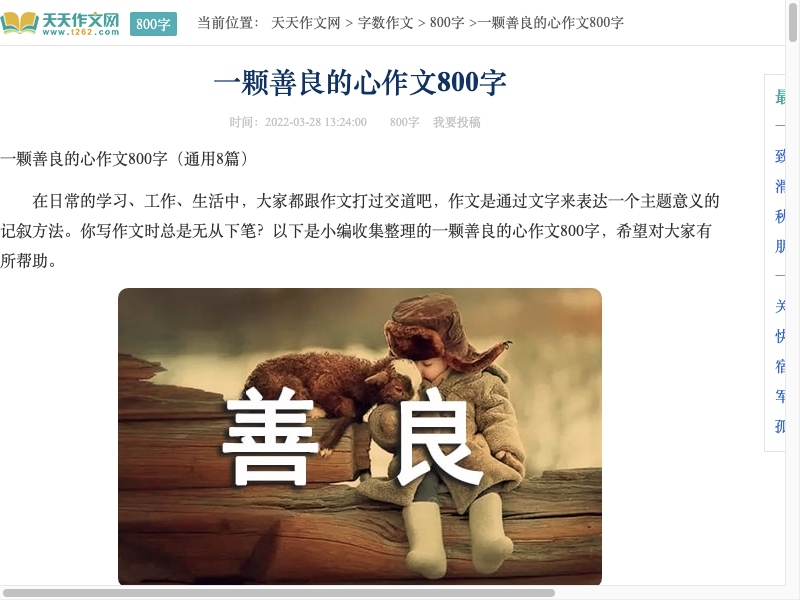 天天作文网
www.t262.com
800字
当前位置： 天天作文网 > 字数作文 > 800字 >一颗善良的心作文800字
一颗善良的心作文800字
时间：2022-03-28 13:24:00 800字 我要投稿
一颗善良的心作文800字（通用8篇）
在日常的学习、工作、生活中，大家都跟作文打过交道吧，作文是通过文字来表达一个主题意义的
记叙方法。你写作文时总是无从下笔？以下是小编收集整理的一颗善良的心作文800字，希望对大家有
所帮助。
善良
致
关